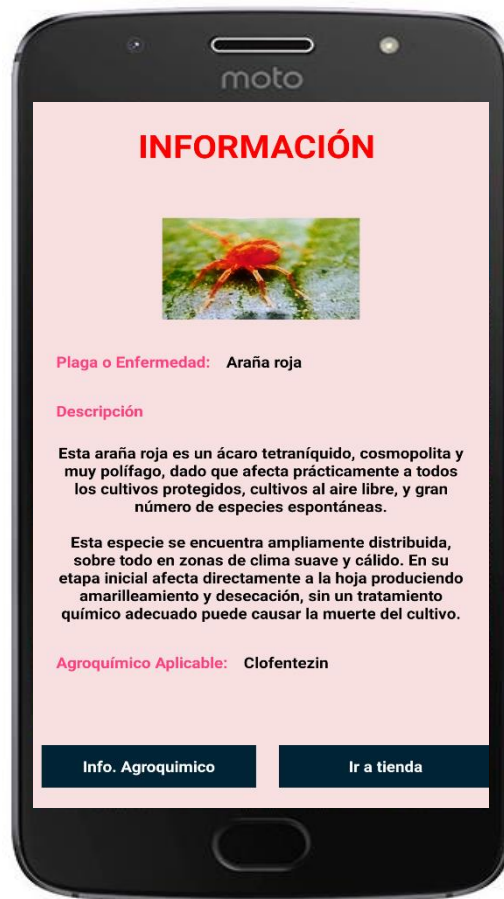 moto
INFORMACIÓN
Plaga o Enfermedad: Araña roja
Descripción
Esta araña roja es un ácaro tetraníquido, cosmopolita y
muy polífago, dado que afecta prácticamente a todos
los cultivos protegidos, cultivos al aire libre, y gran
número de especies espontáneas.
Esta especie se encuentra ampliamente distribuida,
sobre todo en zonas de clima suave y cálido. En su
etapa inicial afecta directamente a la hoja produciendo
amarilleamiento y desecación, sin un tratamiento
químico adecuado puede causar la muerte del cultivo.
Agroquímico Aplicable: Clofentezin
Info. Agroquimico
Ir a tienda